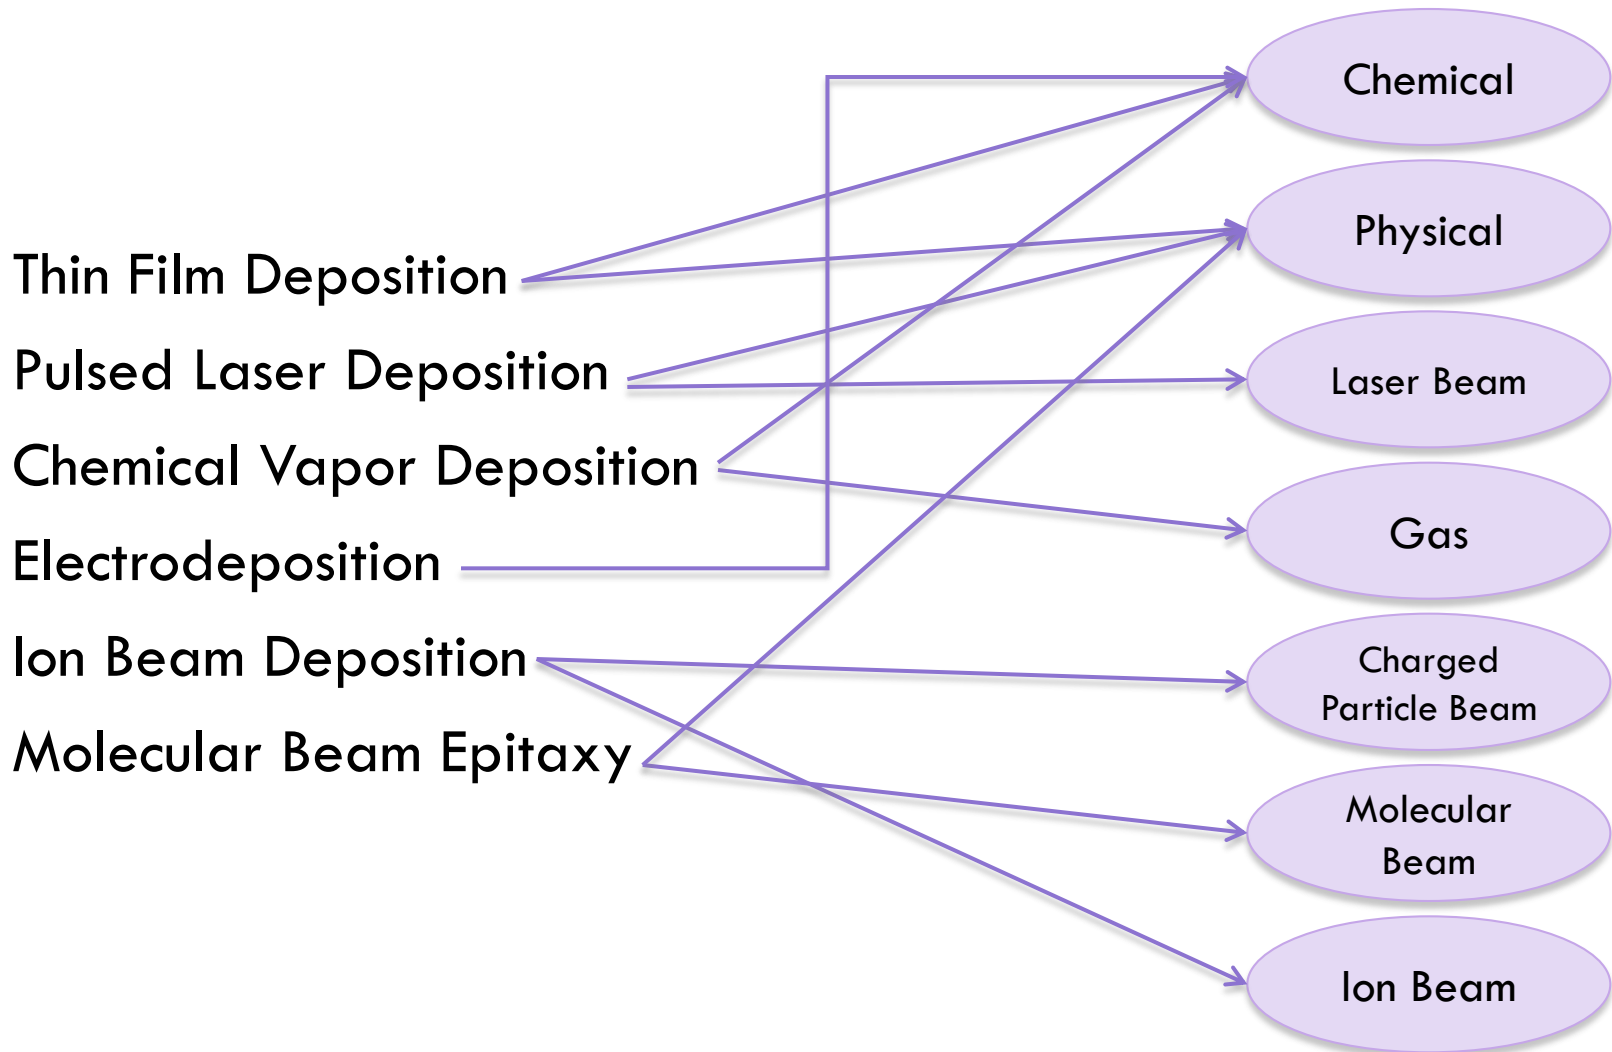 Thin Film Deposition
Pulsed Laser Deposition
Chemical Vapor Deposition
Electrodeposition
Ion Beam Deposition
Molecular Beam Epitaxy
Chemical
Physical
Laser Beam
Gas
Charged
Particle Beam
Molecular
Beam
Ion Beam